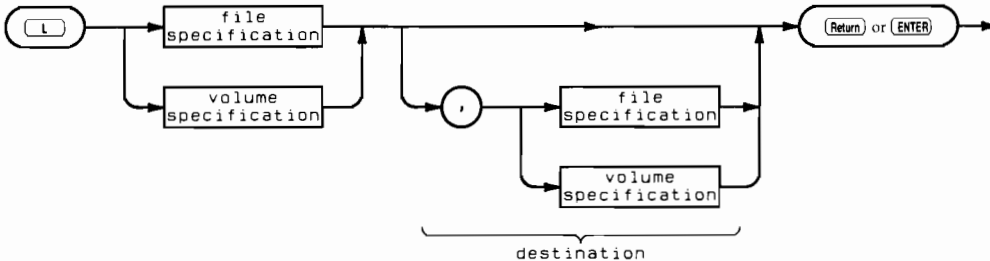 L
file
specification
volume
specification
,
file
specification
volume
specification
destination
Return or ENTER